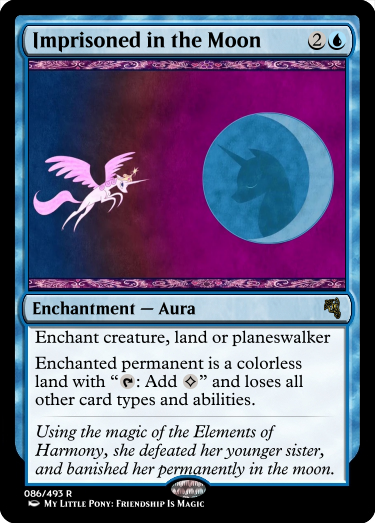 Imprisoned in the Moon 2
Enchantment — Aura
Enchant creature, land or planeswalker
Enchanted permanent is a colorless
land with “: Add ” and loses all
other card types and abilities.
Using the magic of the Elements of
Harmony, she defeated her younger sister,
and banished her permanently in the moon.
086/493 R
My Little Pony: Friendship Is Magic